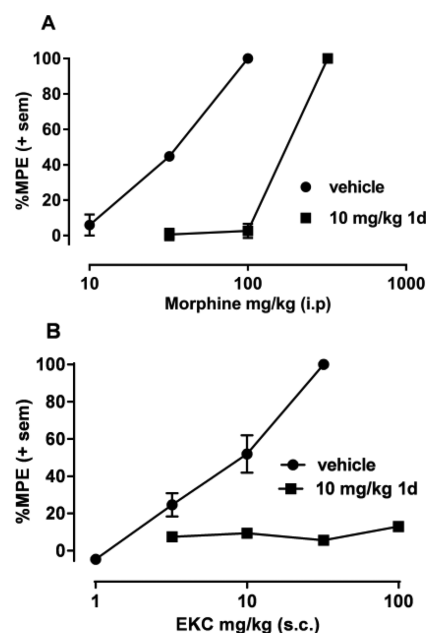 A
%MPE (+ sem)
100
80
60
40
20
0
vehicle
10 mg/kg 1d
10
100
1000
Morphine mg/kg (i.p)
B
%MPE (+ sem)
100
80
60
40
20
0
vehicle
10 mg/kg 1d
1
10
100
EKC mg/kg (s.c.)